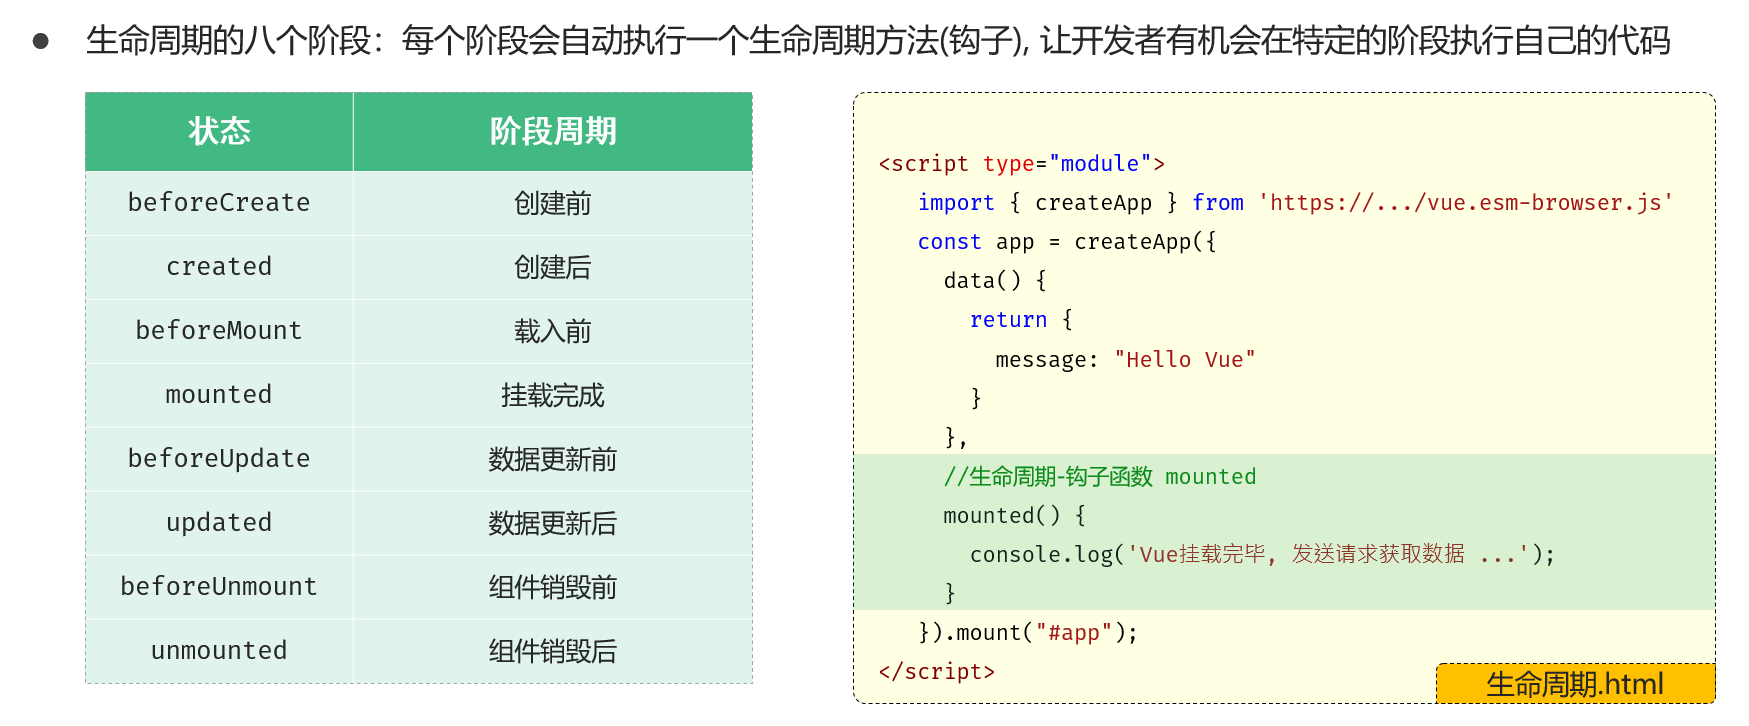 ● 生命周期的八个阶段：每个阶段会自动执行一个生命周期方法(钩子), 让开发者有机会在特定的阶段执行自己的代码
状态 阶段周期
beforeCreate 创建前
created 创建后
beforeMount 载入前
mounted 挂载完成
beforeUpdate 数据更新前
updated 数据更新后
beforeUnmount 组件销毁前
unmounted 组件销毁后
<script type="module">
import { createApp } from 'https://.../vue.esm-browser.js'
const app = createApp({
data() {
return {
message: "Hello Vue"
}
},
//生命周期-钩子函数 mounted
mounted() {
console.log('Vue挂载完毕, 发送请求获取数据 ...');
}
}).mount("#app");
</script>
生命周期.html